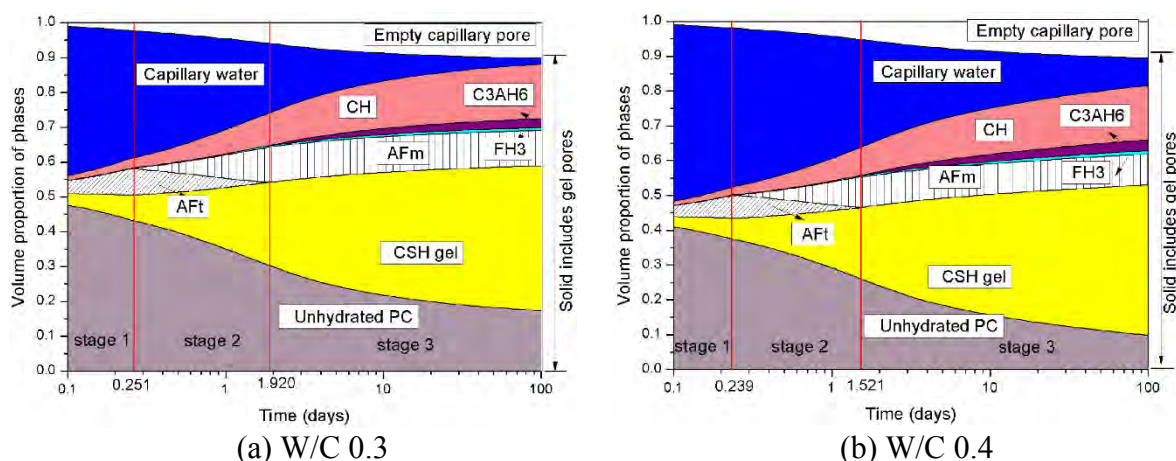 Volume proportion of phases
1.0
0.9
0.8
0.7
0.6
0.5
0.4
0.3
0.2
0.1
0.0
Empty capillary pore
Capillary water
CH
C3AH6
FH3
AFm
AFt
CSH gel
Unhydrated PC
stage 1
stage 2
stage 3
Solid includes gel pores
0.1
0.251
1
1.920
10
100
Time (days)
(a) W/C 0.3
Volume proportion of phases
1.0
0.9
0.8
0.7
0.6
0.5
0.4
0.3
0.2
0.1
0.0
Empty capillary pore
Capillary water
CH
C3AH6
AFm
FH3
AFt
CSH gel
Unhydrated PC
stage 1
stage 2
stage 3
Solid includes gel pores
0.1
0.239
1
1.521
10
100
Time (days)
(b) W/C 0.4